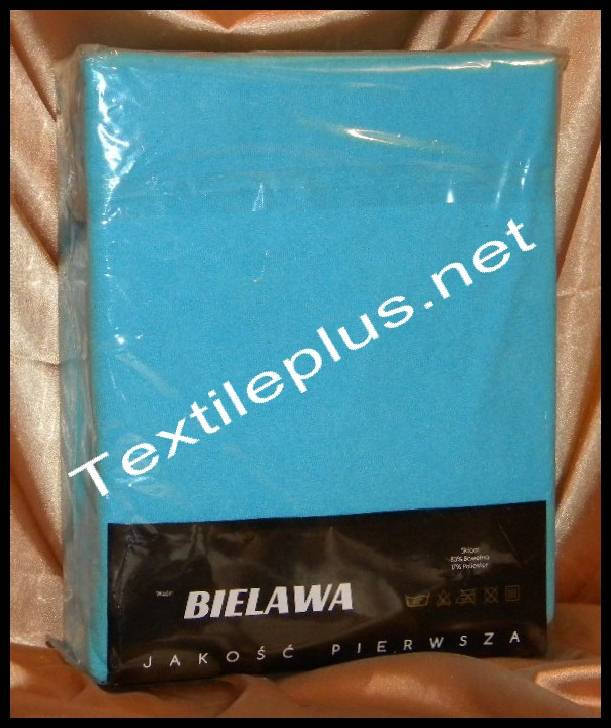 Textileplus.net
Skład:
83% Bawełna
17% Poliester
BIELAWA
JAKOŚĆ PIERWSZA